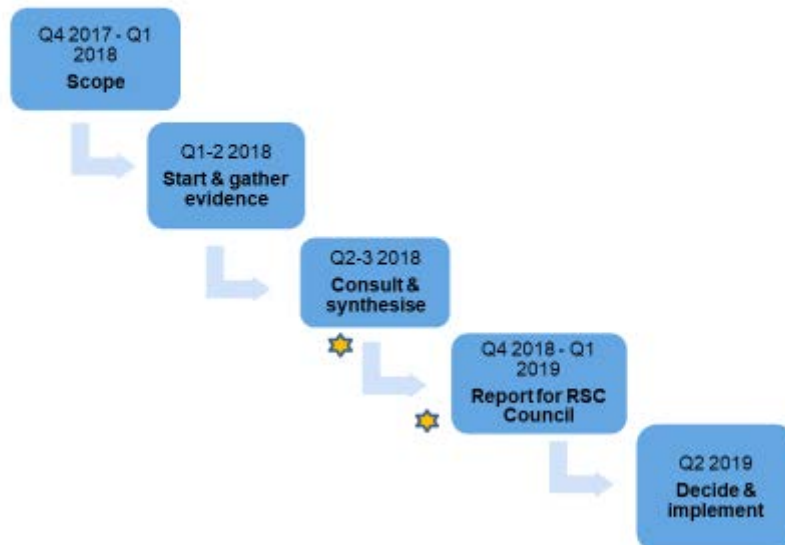 Q4 2017 - Q1
2018
Scope
Q1-2 2018
Start & gather
evidence
Q2-3 2018
Consult &
synthesise
Q4 2018 - Q1
2019
Report for RSC
Council
Q2 2019
Decide &
implement